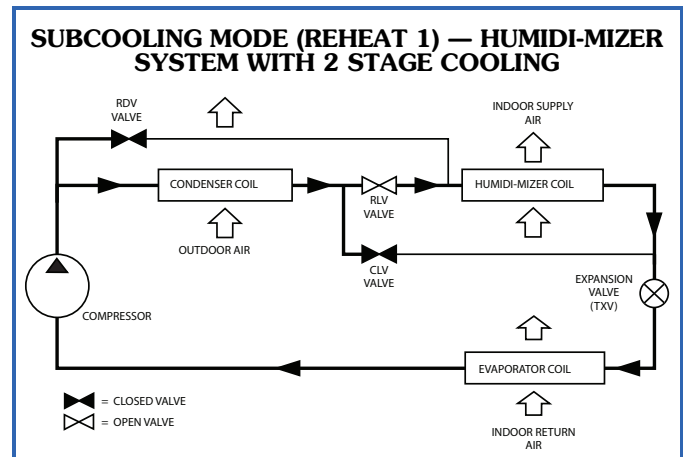 SUBCOOLING MODE (REHEAT 1) — HUMIDI-MIZER
SYSTEM WITH 2 STAGE COOLING
RDV
VALVE
INDOOR SUPPLY
AIR
CONDENSER COIL
RLV
VALVE
HUMIDI-MIZER COIL
OUTDOOR AIR
CLV
VALVE
EXPANSION
VALVE
(TXV)
COMPRESSOR
EVAPORATOR COIL
= CLOSED VALVE
= OPEN VALVE
INDOOR RETURN
AIR